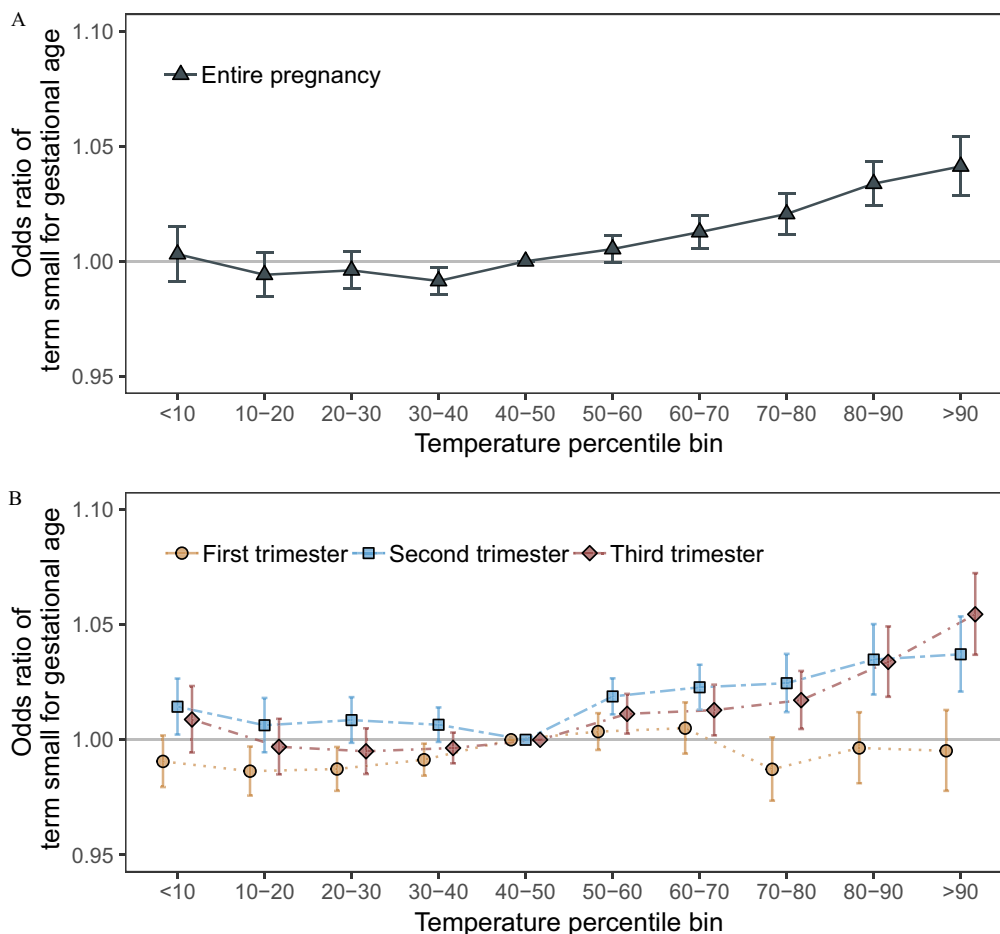 A
Odds ratio of
term small for gestational age
1.10
1.05
1.00
0.95
Entire pregnancy
<10 10−20 20−30 30−40 40−50 50−60 60−70 70−80 80−90 >90
Temperature percentile bin
B
Odds ratio of
term small for gestational age
1.10
1.05
1.00
0.95
First trimester Second trimester Third trimester
<10 10−20 20−30 30−40 40−50 50−60 60−70 70−80 80−90 >90
Temperature percentile bin